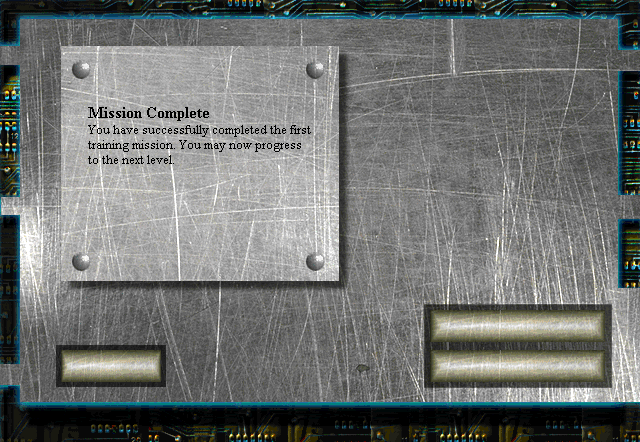 Mission Complete
You have successfully completed the first
training mission. You may now progress
to the next level.